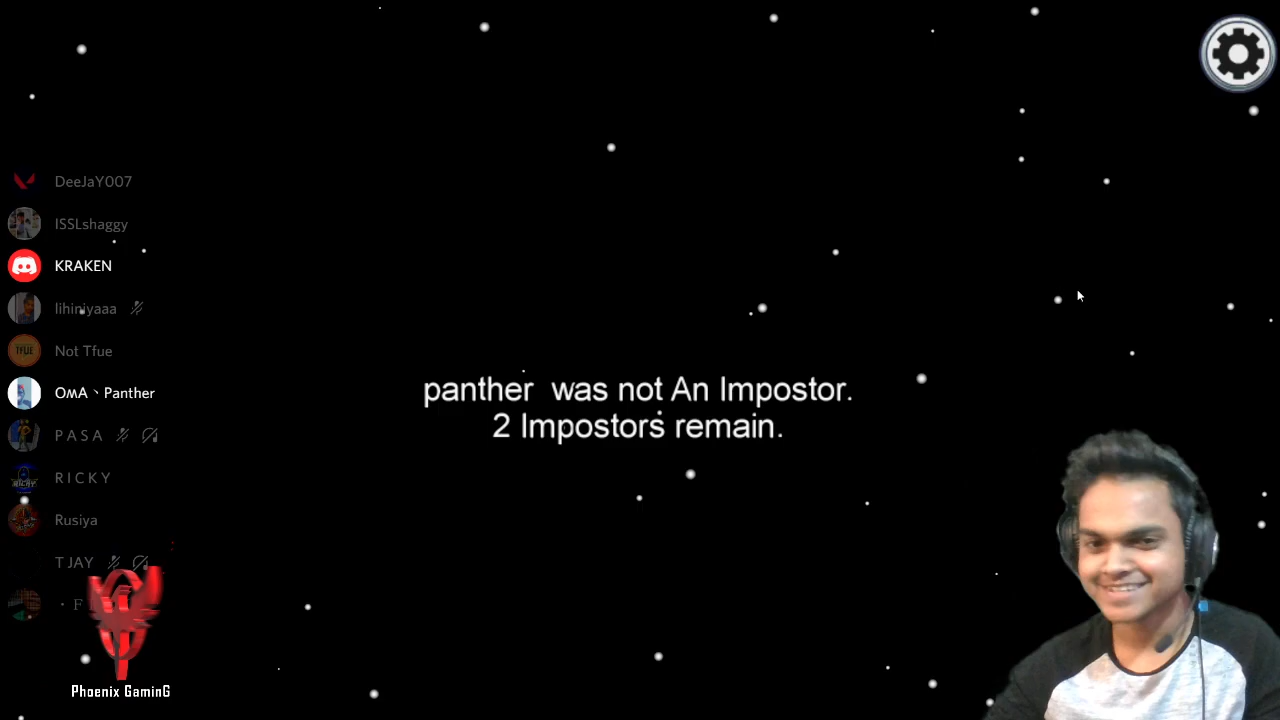 DeeJaY007
ISSLshaggy
KRAKEN
lihiniyaaa
Not Tfue
OMA丶Panther
P A S A
R I C K Y
Rusiya
T JAY
panther was not An Impostor.
2 Impostors remain.
Phoenix GaminG